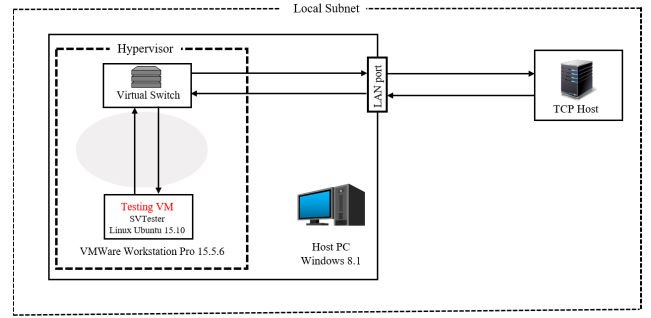 Local Subnet
Hypervisor
Virtual Switch
LAN port
TCP Host
Testing VM
SVTester
Linux Ubuntu 15.10
VMWare Workstation Pro 15.5.6
Host PC
Windows 8.1